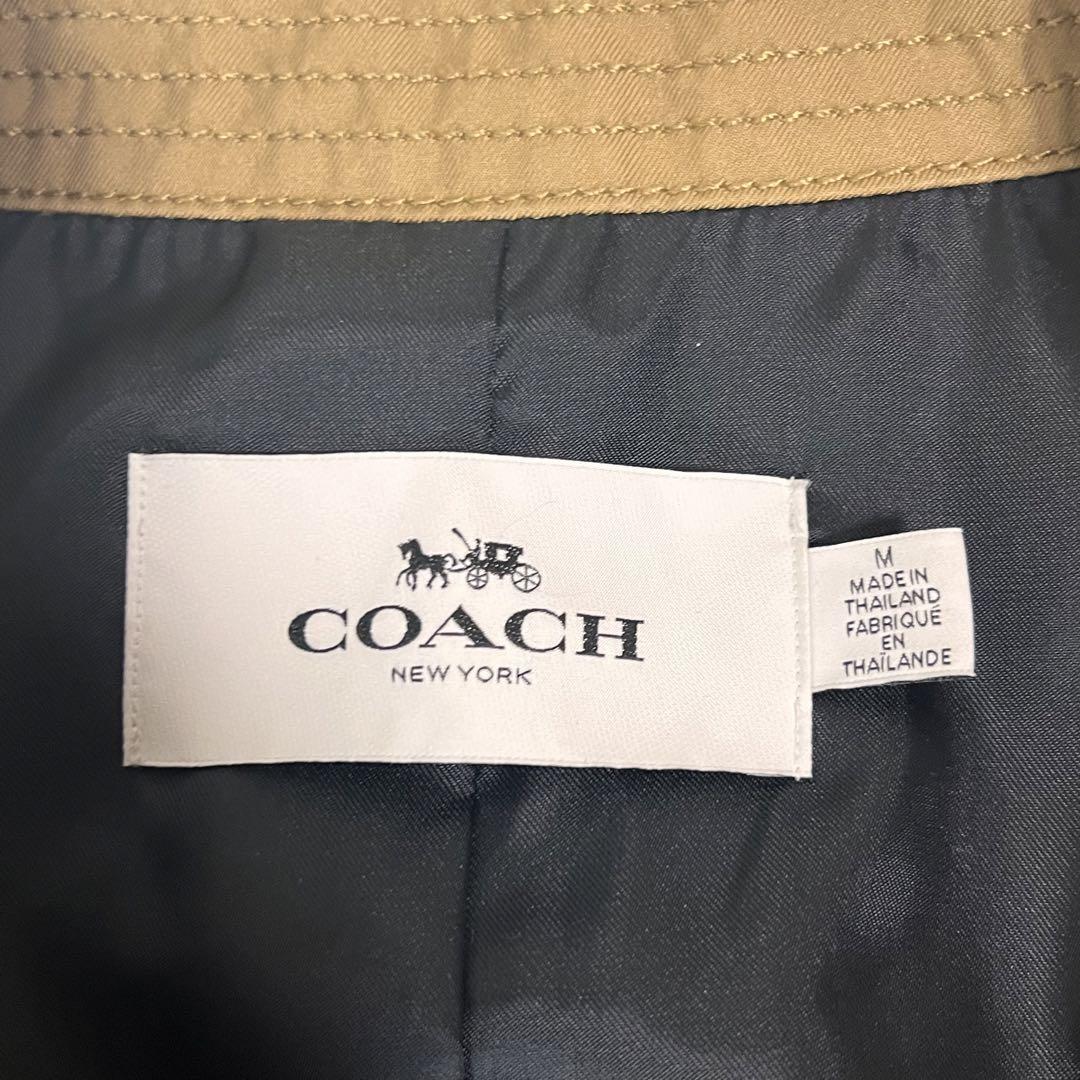 COACH
NEW YORK
M
MADE IN
THAILAND
FABRIQUÉ
EN
THAÏLANDE